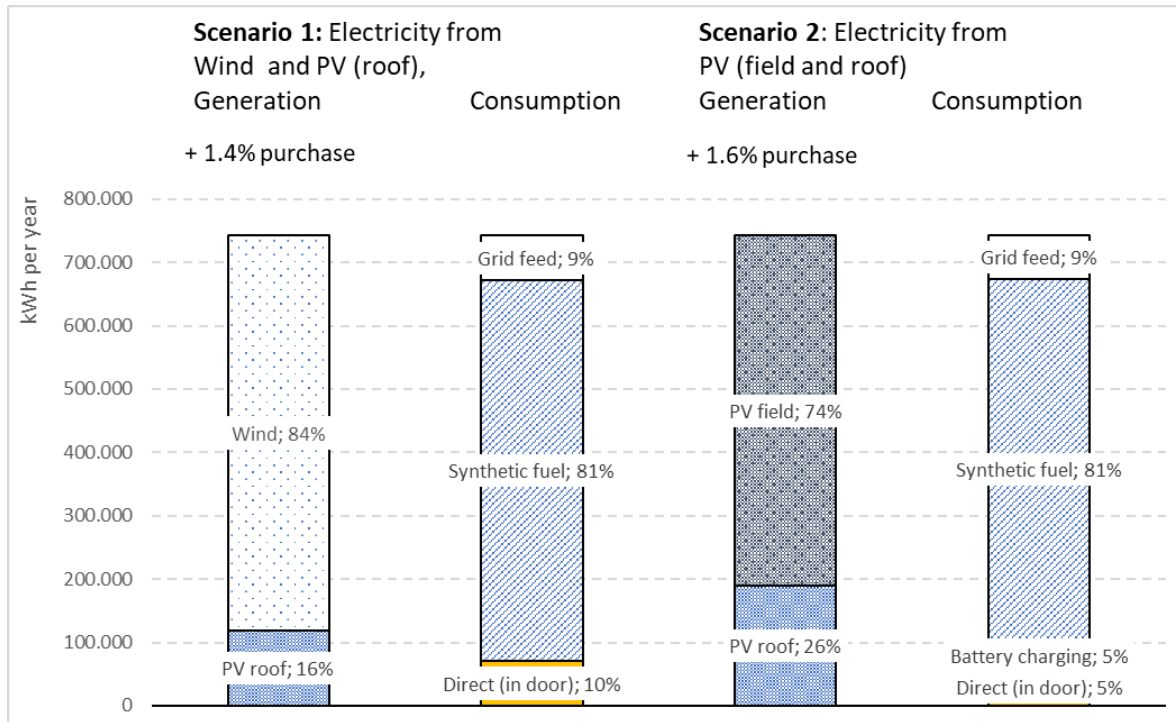 Scenario 1: Electricity from
Wind and PV (roof),
Generation Consumption
+ 1.4% purchase
Scenario 2: Electricity from
PV (field and roof)
Generation Consumption
+ 1.6% purchase
kWh per year
800.000
700.000
600.000
500.000
400.000
300.000
200.000
100.000
0
Wind; 84%
PV roof; 16%
Grid feed; 9%
Synthetic fuel; 81%
Direct (in door); 10%
PV field; 74%
PV roof; 26%
Grid feed; 9%
Synthetic fuel; 81%
Battery charging; 5%
Direct (in door); 5%